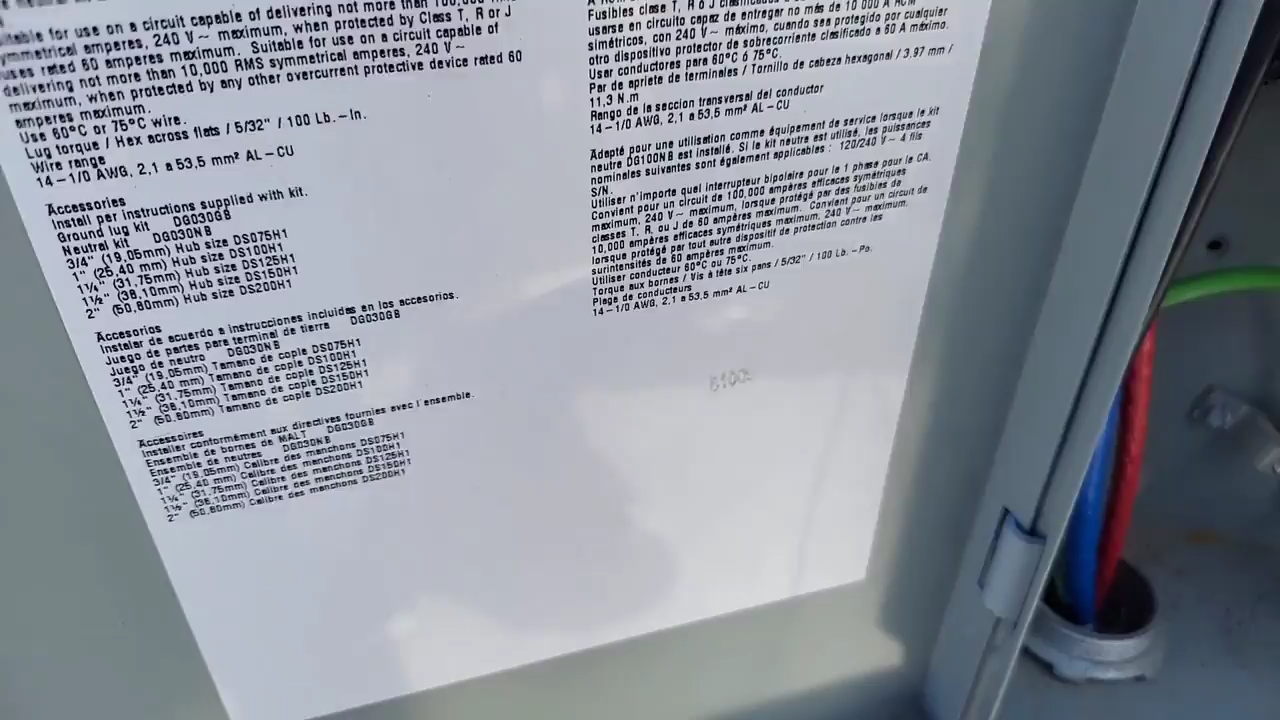 suitable for use on a circuit capable of delivering not more than 100,000
symmetrical amperes, 240 V~ maximum, when protected by Class T, R or J
fuses rated 60 amperes maximum. Suitable for use on a circuit capable of
delivering not more than 10,000 RMS symmetrical amperes, 240 V~
maximum, when protected by any other overcurrent protective device rated 60
amperes maximum.
Use 60°C or 75°C wire.
Lug torque / Hex across flats / 5/32" / 100 Lb.-In.
Wire range
14-1/0 AWG, 2,1 a 53,5 mm² AL-CU
Accessories
Install per instructions supplied with kit.
Ground lug kit DG030GB
Neutral kit DG030NB
3/4" (19,05mm) Hub size DS075H1
1" (25,40 mm) Hub size DS100H1
1¼" (31,75mm) Hub size DS125H1
1½" (38,10mm) Hub size DS150H1
2" (50,80mm) Hub size DS200H1
Accesorios
Instalar de acuerdo a instrucciones incluidas en los accesorios.
Juego de partes para terminal de tierra DG030GB
Juego de neutro DG030NB
3/4" (19,05mm) Tamano de cople DS075H1
1" (25,40 mm) Tamano de cople DS100H1
1¼" (31,75mm) Tamano de cople DS125H1
1½" (38,10mm) Tamano de cople DS150H1
2" (50,80mm) Tamano de cople DS200H1
Accessoires
Installer conformément aux directives fournies avec l'ensemble.
Ensemble de bornes de MALT DG030GB
Ensemble de neutres DG030NB
3/4" (19,05mm) Calibre des manchons DS075H1
1" (25,40 mm) Calibre des manchons DS100H1
1¼" (31,75mm) Calibre des manchons DS125H1
1½" (38,10mm) Calibre des manchons DS150H1
2" (50,80mm) Calibre des manchons DS200H1
Fusibles clase T, R ó J clasificados a
usarse en circuito capaz de entregar no más de 10 000 A RCM
simétricos, con 240 V~ máximo, cuando sea protegido por cualquier
otro dispositivo protector de sobrecorriente clasificado a 60 A máximo.
Usar conductores para 60°C ó 75°C.
Par de apriete de terminales / Tornillo de cabeza hexagonal / 3,97 mm /
11,3 N.m
Rango de la seccion transversal del conductor
14-1/0 AWG, 2,1 a 53,5 mm² AL-CU
Adapté pour une utilisation comme équipement de service lorsque le kit
neutre DG100NB est installé. Si le kit neutre est utilisé, les puissances
nominales suivantes sont également applicables : 120/240 V~ 4 fils
S/N.
Utiliser n'importe quel interrupteur bipolaire pour le 1 phase pour le CA.
Convient pour un circuit de 100,000 ampères efficaces symétriques
maximum, 240 V~ maximum, lorsque protégé par des fusibles de
classes T, R, ou J de 60 ampères maximum. Convient pour un circuit de
10,000 ampères efficaces symétriques maximum, 240 V~ maximum.
lorsque protégé par tout autre dispositif de protection contre les
surintensités de 60 ampères maximum.
Utiliser conducteur 60°C ou 75°C.
Torque aux bornes / Vis à tête six pans / 5/32" / 100 Lb.-Po.
Plage de conducteurs
14-1/0 AWG, 2,1 a 53,5 mm² AL-CU